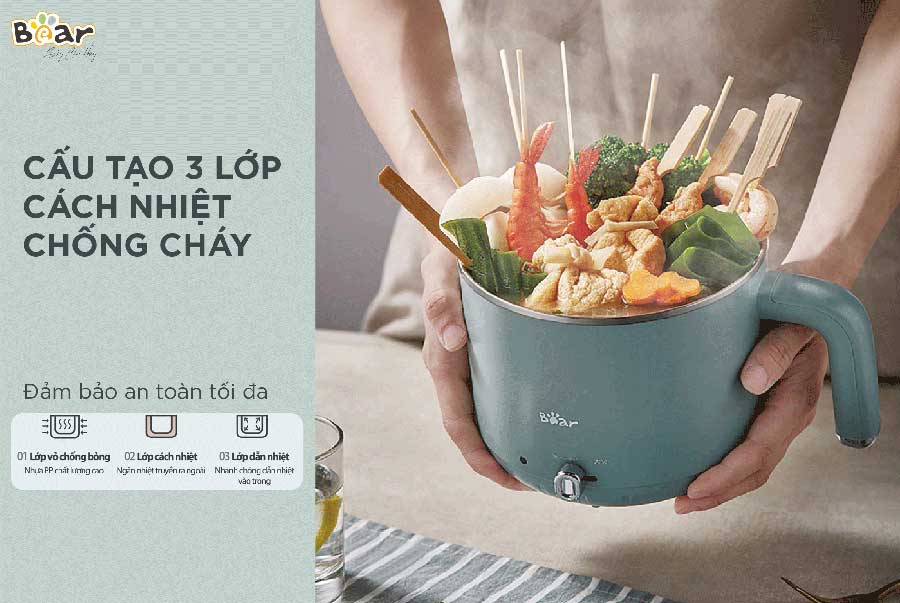 Bear
CẤU TẠO 3 LỚP
CÁCH NHIỆT
CHỐNG CHÁY
Đảm bảo an toàn tối đa
01 Lớp vỏ chống bỏng
Nhựa PP chất lượng cao
02 Lớp cách nhiệt
Ngăn nhiệt truyền ra ngoài
03 Lớp dẫn nhiệt
Nhanh chóng dẫn nhiệt
vào trong
Bear